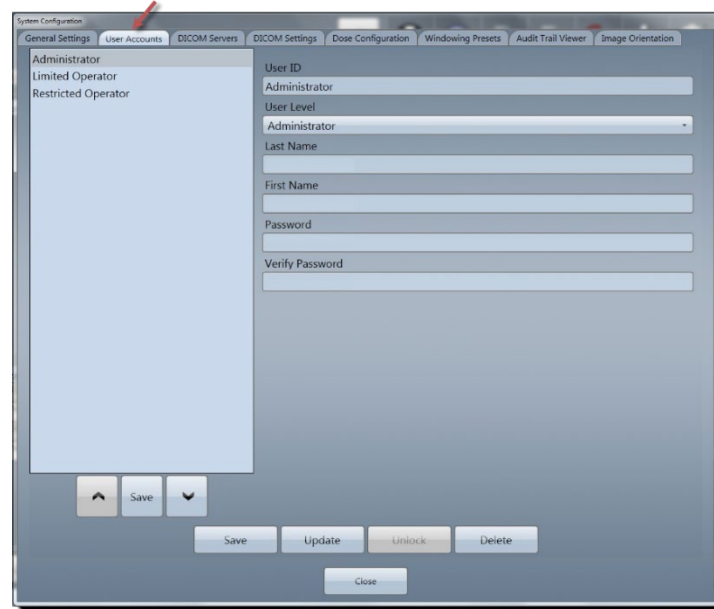 System Configuration
General Settings User Accounts DICOM Servers DICOM Settings Dose Configuration Windowing Presets Audit Trail Viewer Image Orientation
Administrator
Limited Operator
Restricted Operator
User ID
Administrator
User Level
Administrator
Last Name
First Name
Password
Verify Password
Save
Save Update Unlock Delete
Close